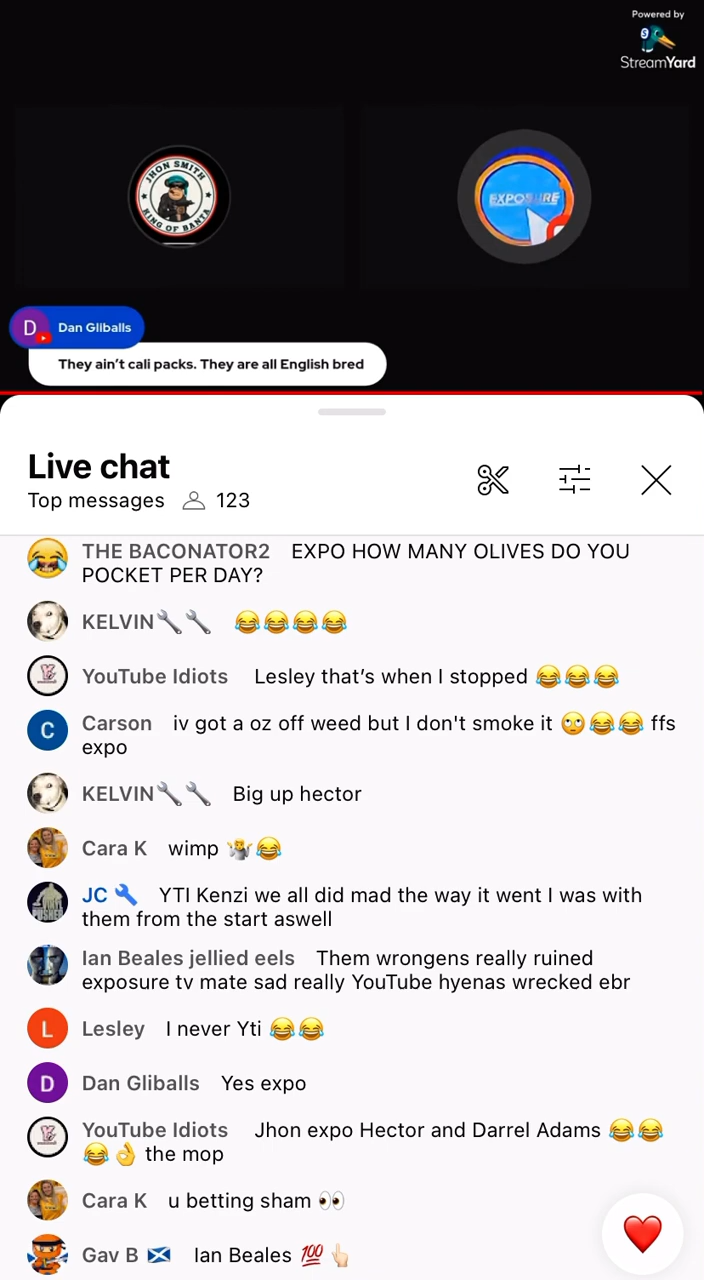 Powered by
StreamYard
JHON SMITH
KING OF BANTA
EXPOSURE
D Dan Gliballs
They ain't cali packs. They are all English bred
Live chat
Top messages 123
THE BACONATOR2 EXPO HOW MANY OLIVES DO YOU
POCKET PER DAY?
KELVIN🔧🔧 😂😂😂😂
YouTube Idiots Lesley that's when I stopped 😂😂😂
C Carson iv got a oz off weed but I don't smoke it 🙄😂😂 ffs
expo
KELVIN🔧🔧 Big up hector
Cara K wimp 🤷‍♀️😂
JC 🔧 YTI Kenzi we all did mad the way it went I was with
them from the start aswell
Ian Beales jellied eels Them wrongens really ruined
exposure tv mate sad really YouTube hyenas wrecked ebr
L Lesley I never Yti 😂😂
D Dan Gliballs Yes expo
YouTube Idiots Jhon expo Hector and Darrel Adams 😂😂
😂👌 the mop
Cara K u betting sham 👀
Gav B 🏴󠁧󠁢󠁳󠁣󠁴󠁿 Ian Beales 💯👆🏻